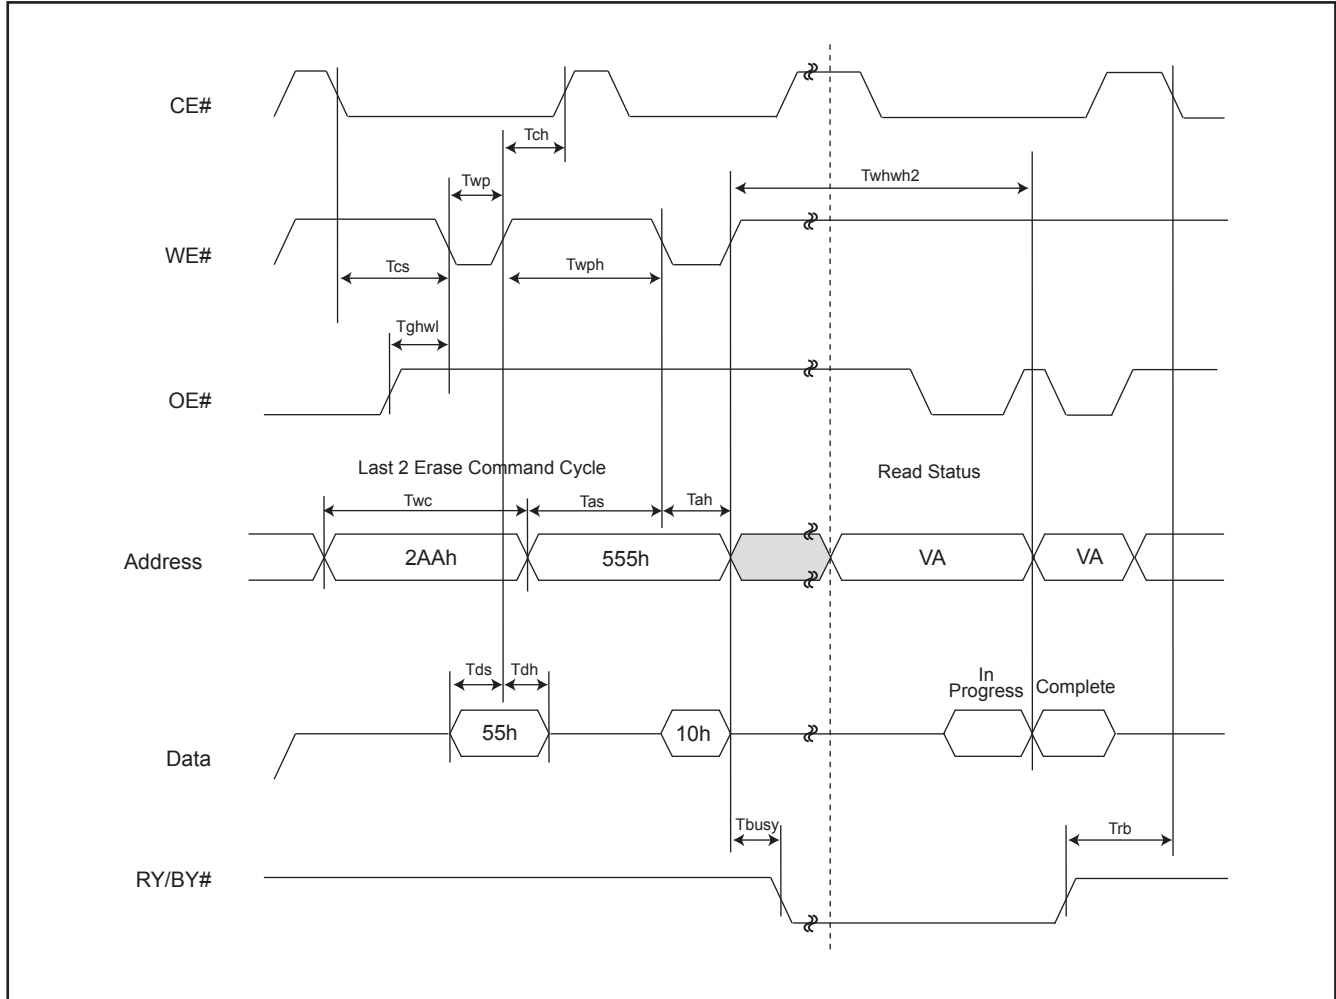 CE#
Tch
Twp
Twhwh2
WE#
Tcs
Twph
Tghwl
OE#
Last 2 Erase Command Cycle
Read Status
Twc
Tas
Tah
Address
2AAh
555h
VA
VA
Tds
Tdh
In
Progress
Complete
Data
55h
10h
Tbusy
Trb
RY/BY#